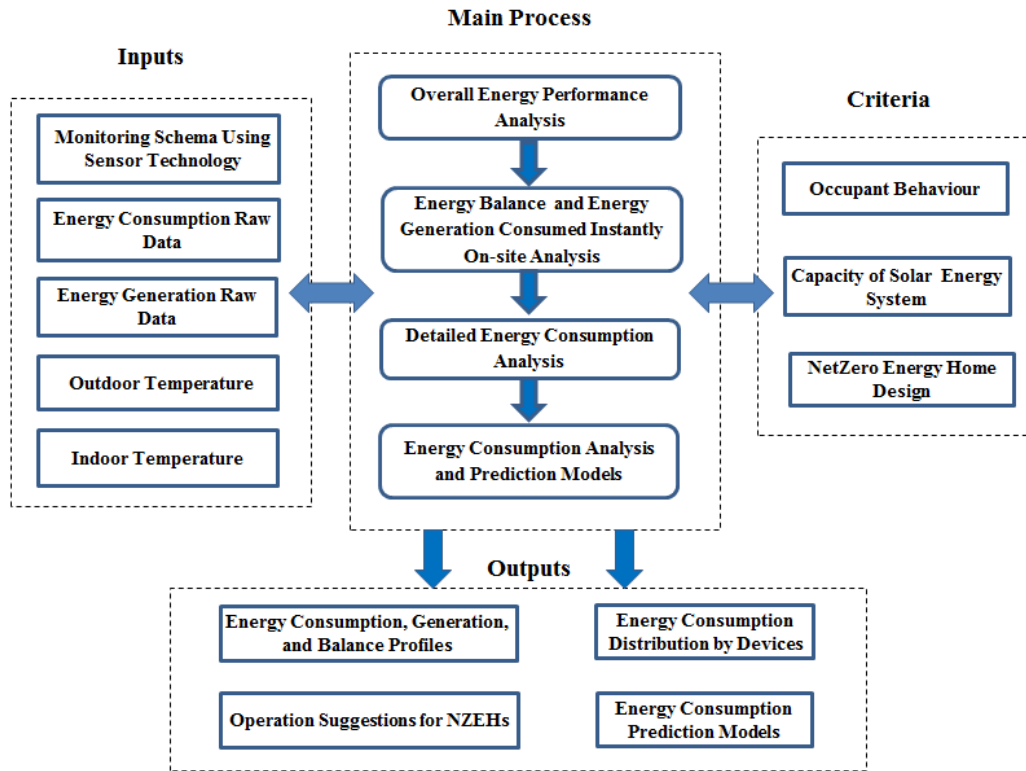 Main Process
Inputs
Criteria
Monitoring Schema Using
Sensor Technology
Energy Consumption Raw
Data
Energy Generation Raw
Data
Outdoor Temperature
Indoor Temperature
Overall Energy Performance
Analysis
Energy Balance and Energy
Generation Consumed Instantly
On-site Analysis
Detailed Energy Consumption
Analysis
Energy Consumption Analysis
and Prediction Models
Occupant Behaviour
Capacity of Solar Energy
System
NetZero Energy Home
Design
Outputs
Energy Consumption, Generation,
and Balance Profiles
Energy Consumption
Distribution by Devices
Operation Suggestions for NZEHs
Energy Consumption
Prediction Models